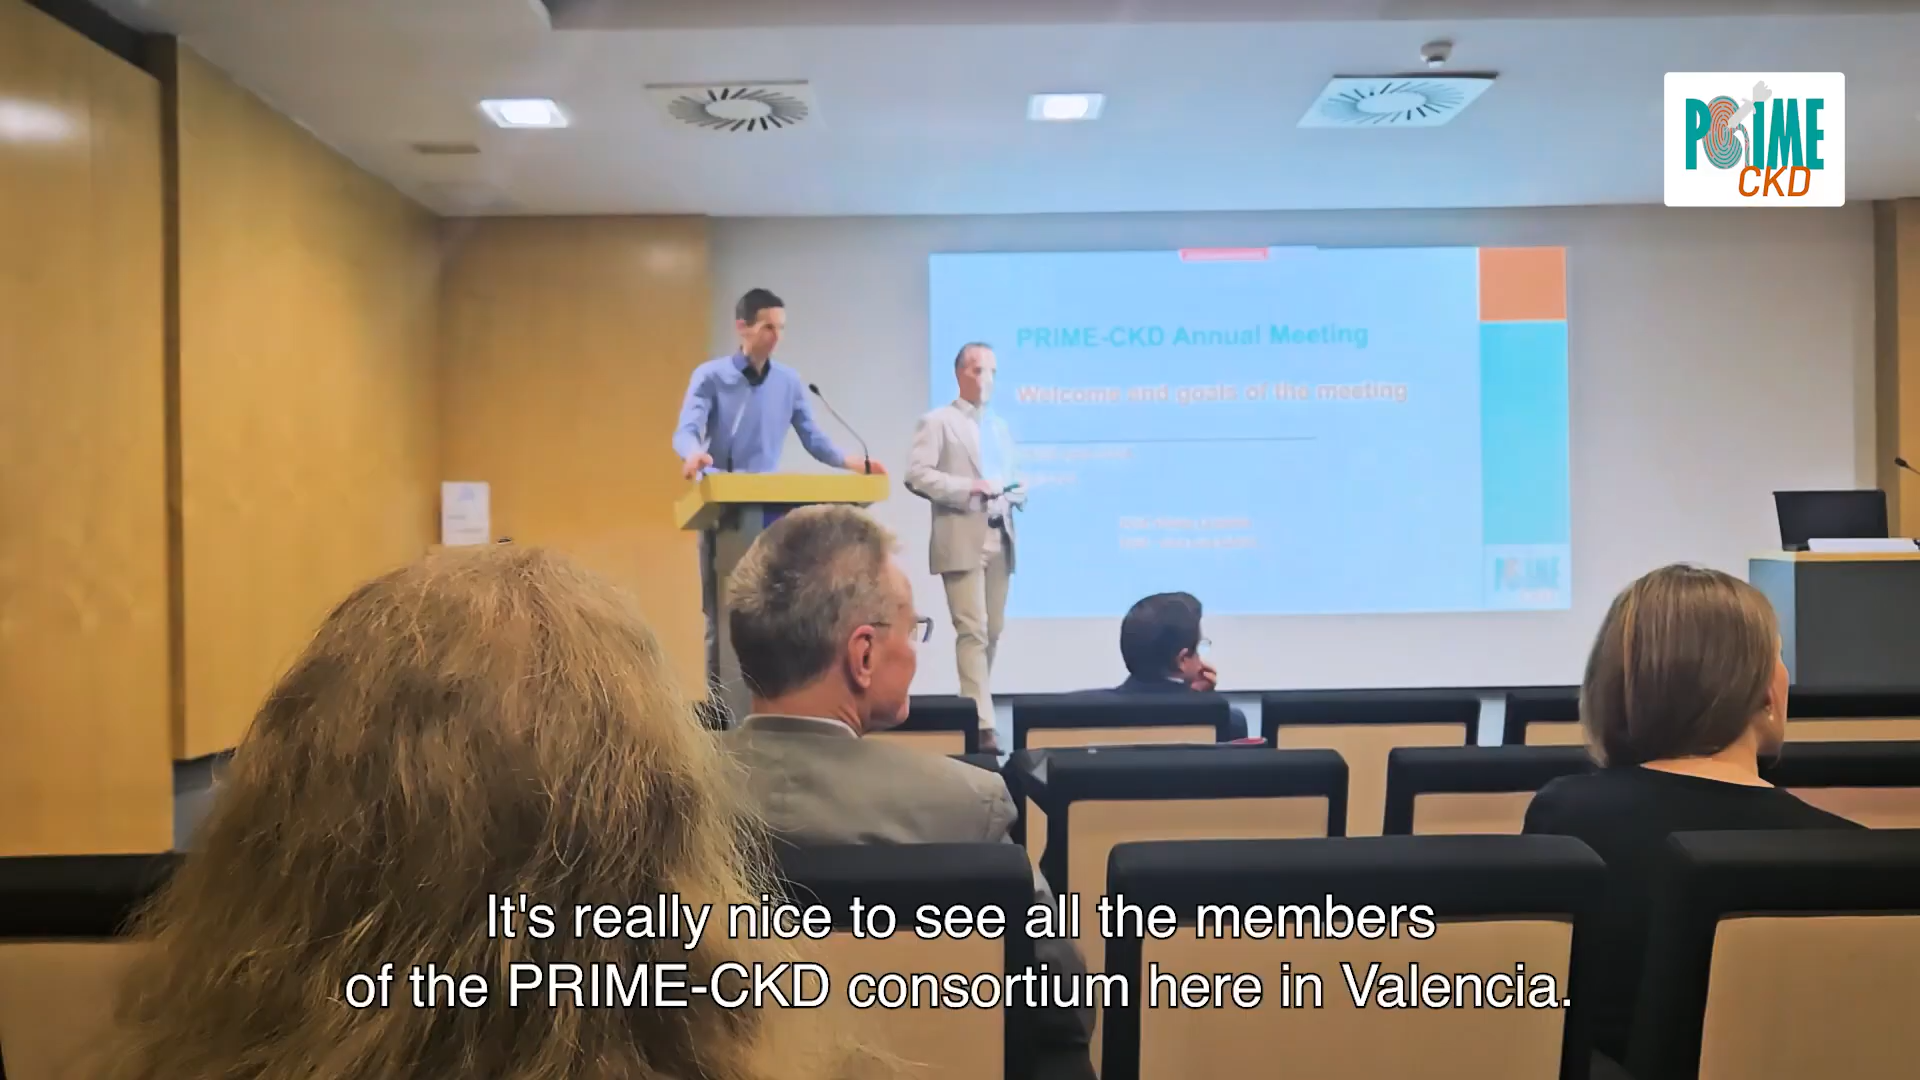 PRIME
CKD
PRIME-CKD Annual Meeting
Welcome and goals of the meeting
PRIME
It's really nice to see all the members
of the PRIME-CKD consortium here in Valencia.